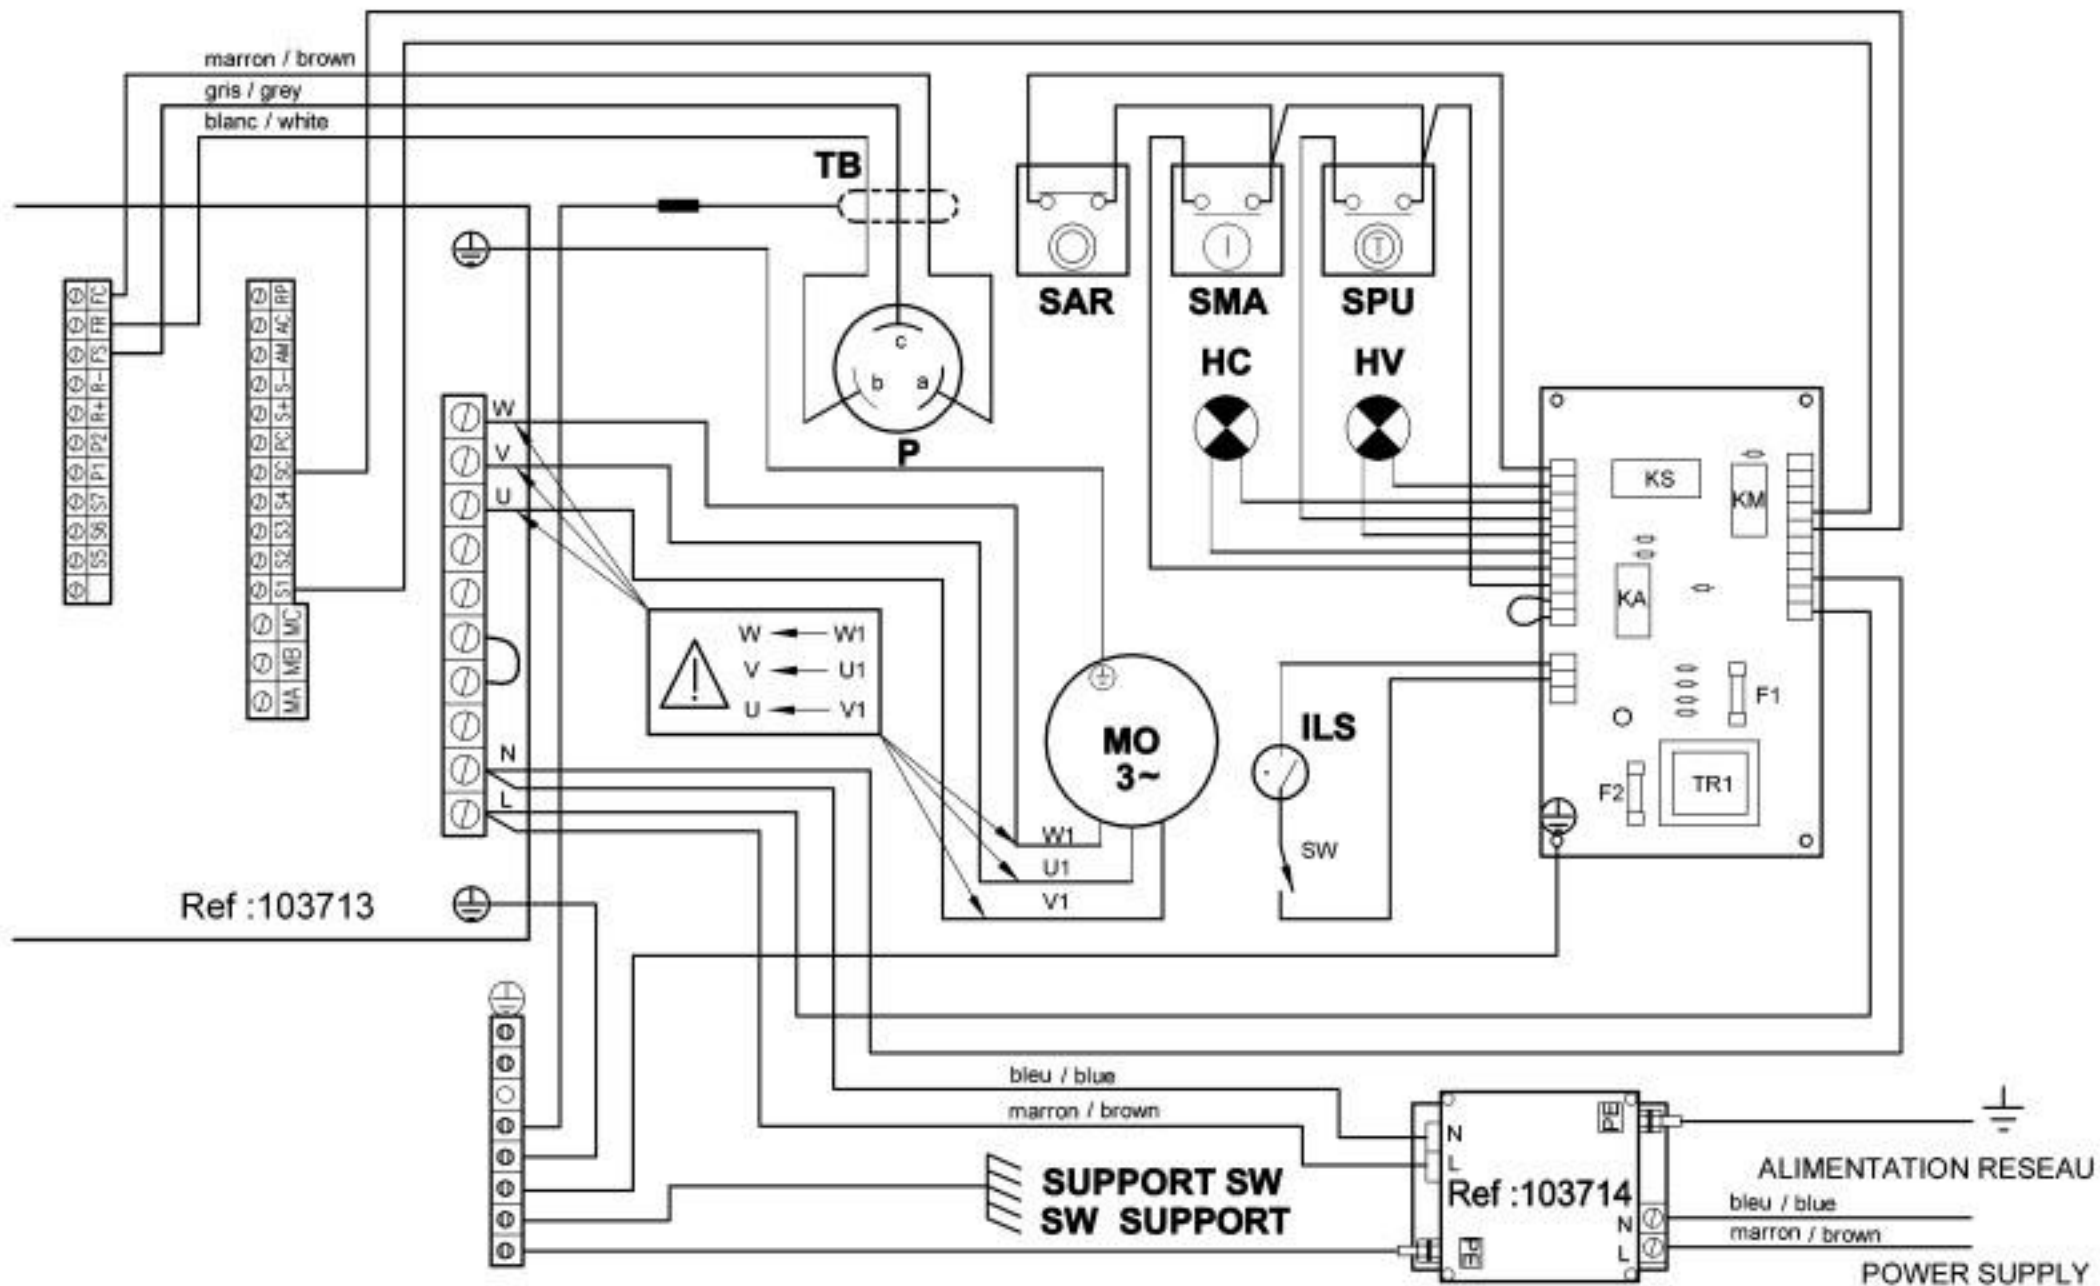 marron / brown
gris / grey
blanc / white
TB
SAR
SMA
SPU
T
HC
HV
FC
FR
FS
R-
R+
P2
P1
S7
S6
S5
RP
AC
AM
S-
S+
PC
SC
S4
S3
S2
S1
MC
MB
MA
c
b a
P
W
V
U
N
L
W W1
V U1
U V1
!
MO
3~
W1
U1
V1
ILS
SW
KS
KM
KA
F1
F2
TR1
Ref :103713
bleu / blue
marron / brown
SUPPORT SW
SW SUPPORT
N
L
PE
Ref :103714
N
L
PE
ALIMENTATION RESEAU
bleu / blue
marron / brown
POWER SUPPLY